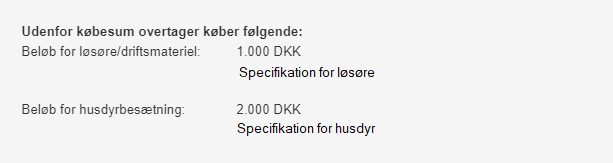 Udenfor købesum overtager køber følgende:
Beløb for løsøre/driftsmateriel: 1.000 DKK
Specifikation for løsøre
Beløb for husdyrbesætning: 2.000 DKK
Specifikation for husdyr